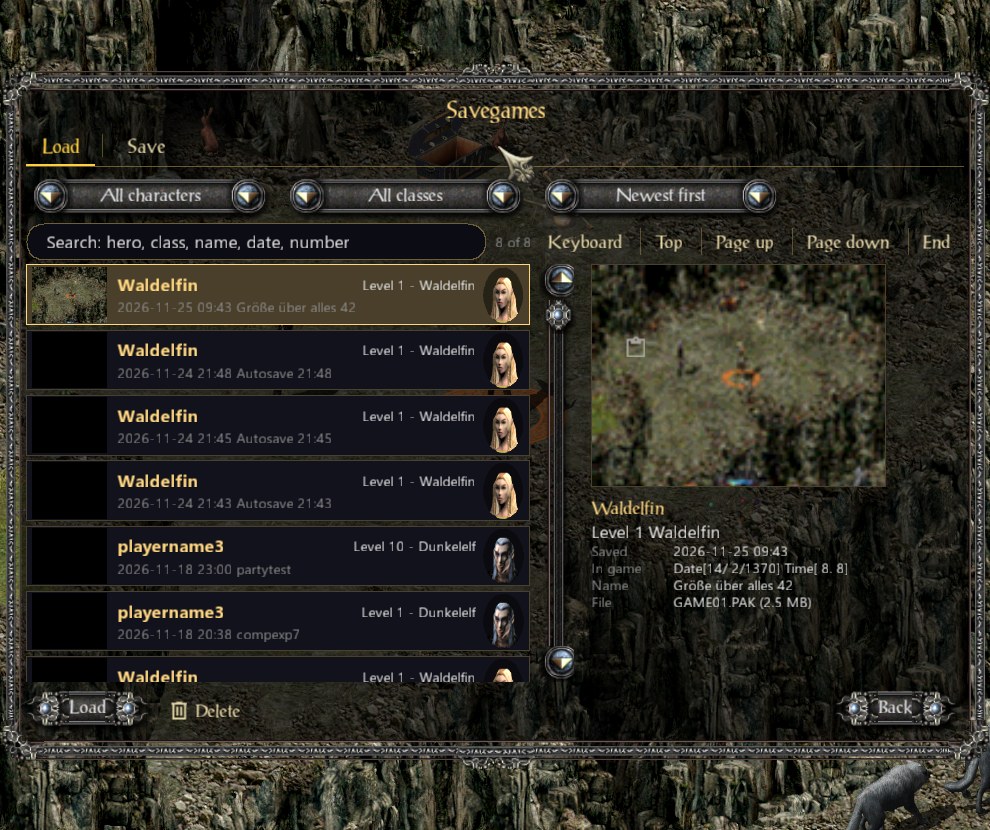 Savegames
Load
Save
All characters
All classes
Newest first
Search: hero, class, name, date, number
8 of 8
Keyboard
Top
Page up
Page down
End
Waldelfin
Level 1 - Waldelfin
2026-11-25 09:43 Größe über alles 42
Waldelfin
Level 1 - Waldelfin
2026-11-24 21:48 Autosave 21:48
Waldelfin
Level 1 - Waldelfin
2026-11-24 21:45 Autosave 21:45
Waldelfin
Level 1 - Waldelfin
2026-11-24 21:43 Autosave 21:43
playername3
Level 10 - Dunkelelf
2026-11-18 23:00 partytest
playername3
Level 1 - Dunkelelf
2026-11-18 20:38 compexp7
Waldelfin
Level 1 - Waldelfin
Waldelfin
Level 1 Waldelfin
Saved 2026-11-25 09:43
In game Date[14/ 2/1370] Time[ 8. 8]
Name Größe über alles 42
File GAME01.PAK (2.5 MB)
Load
Delete
Back